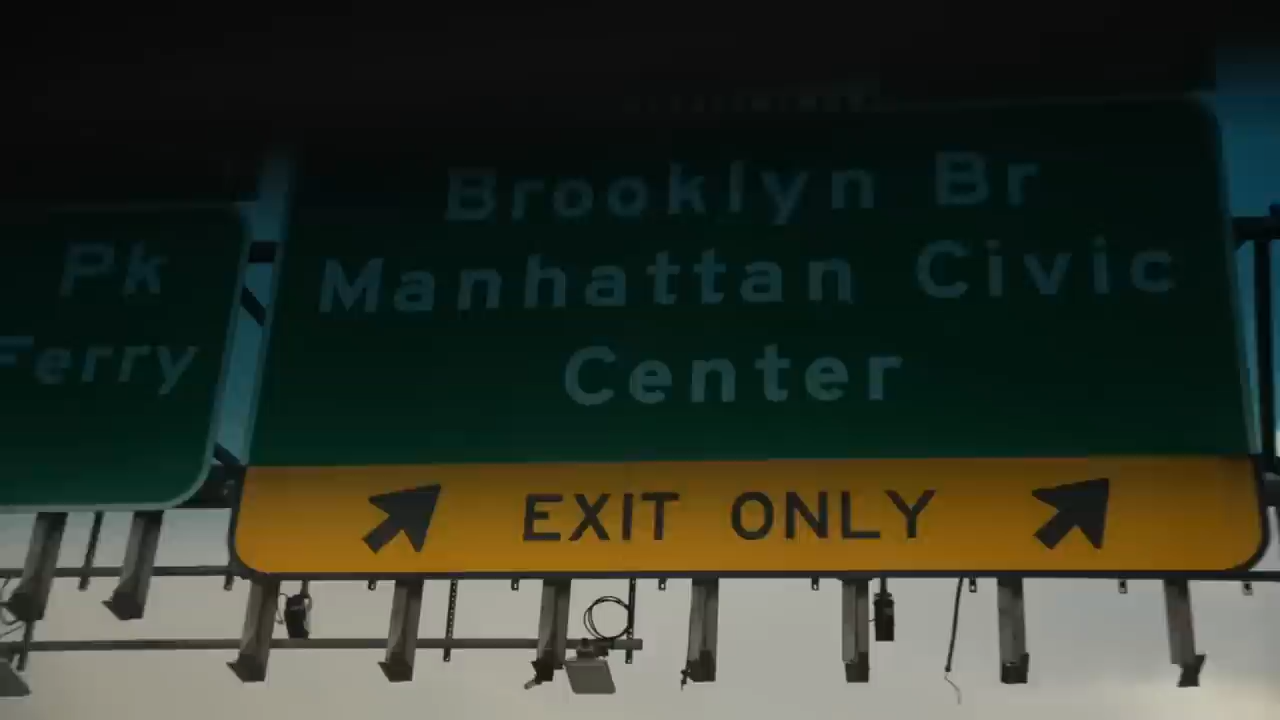 Pk
Ferry
Brooklyn Br
Manhattan Civic
Center
EXIT ONLY